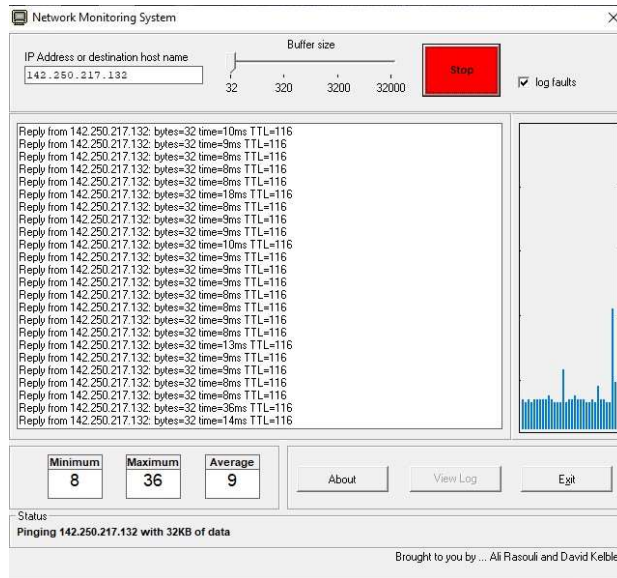 Network Monitoring System
IP Address or destination host name
142.250.217.132
Buffer size
32 320 3200 32000
Stop
log faults
Reply from 142.250.217.132: bytes=32 time=10ms TTL=116
Reply from 142.250.217.132: bytes=32 time=9ms TTL=116
Reply from 142.250.217.132: bytes=32 time=8ms TTL=116
Reply from 142.250.217.132: bytes=32 time=8ms TTL=116
Reply from 142.250.217.132: bytes=32 time=8ms TTL=116
Reply from 142.250.217.132: bytes=32 time=18ms TTL=116
Reply from 142.250.217.132: bytes=32 time=8ms TTL=116
Reply from 142.250.217.132: bytes=32 time=9ms TTL=116
Reply from 142.250.217.132: bytes=32 time=9ms TTL=116
Reply from 142.250.217.132: bytes=32 time=10ms TTL=116
Reply from 142.250.217.132: bytes=32 time=9ms TTL=116
Reply from 142.250.217.132: bytes=32 time=9ms TTL=116
Reply from 142.250.217.132: bytes=32 time=9ms TTL=116
Reply from 142.250.217.132: bytes=32 time=8ms TTL=116
Reply from 142.250.217.132: bytes=32 time=8ms TTL=116
Reply from 142.250.217.132: bytes=32 time=9ms TTL=116
Reply from 142.250.217.132: bytes=32 time=8ms TTL=116
Reply from 142.250.217.132: bytes=32 time=13ms TTL=116
Reply from 142.250.217.132: bytes=32 time=9ms TTL=116
Reply from 142.250.217.132: bytes=32 time=9ms TTL=116
Reply from 142.250.217.132: bytes=32 time=8ms TTL=116
Reply from 142.250.217.132: bytes=32 time=8ms TTL=116
Reply from 142.250.217.132: bytes=32 time=36ms TTL=116
Reply from 142.250.217.132: bytes=32 time=14ms TTL=116
Minimum Maximum Average
8 36 9
About View Log Exit
Status
Pinging 142.250.217.132 with 32KB of data
Brought to you by ... Ali Rasouli and David Kelble